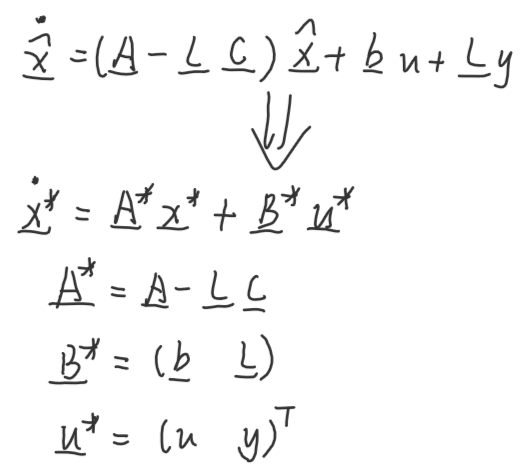 $\underline{\dot{\hat{x}}} = (\underline{A} - \underline{L}\,\underline{C})\,\underline{\hat{x}} + \underline{b}\,u + \underline{L}\,y$
$\Downarrow$
$\underline{\dot{x}}^* = \underline{A}^* \underline{x}^* + \underline{B}^* \underline{u}^*$
$\underline{A}^* = \underline{A} - \underline{L}\,\underline{C}$
$\underline{B}^* = (\underline{b} \quad \underline{L})$
$\underline{u}^* = (u \quad y)^T$